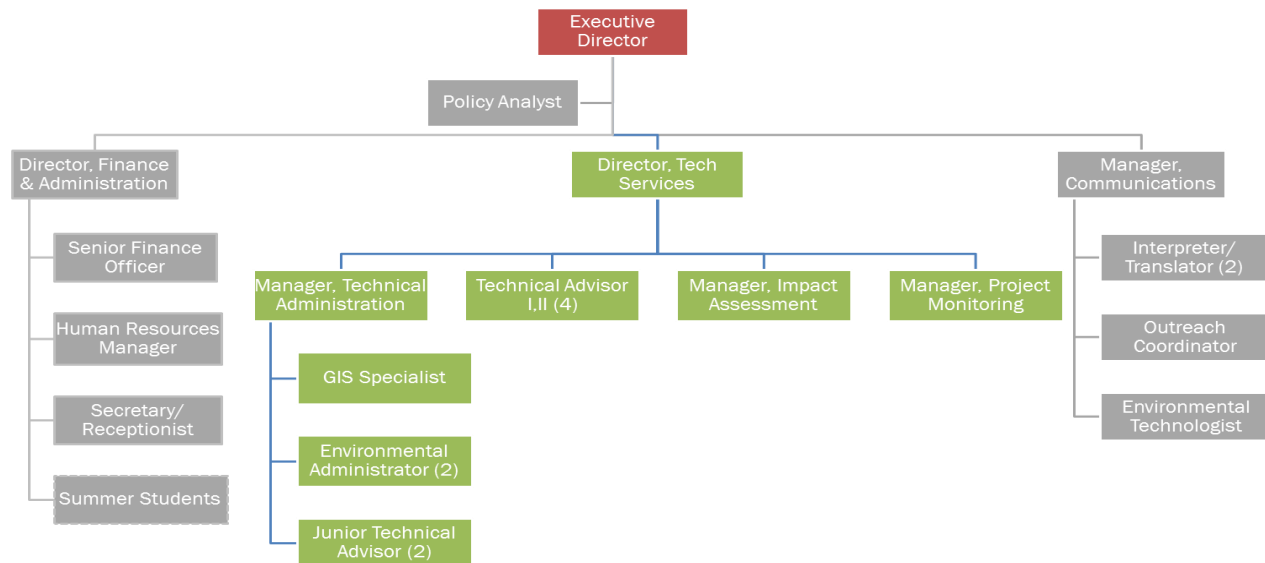 Executive
Director
Policy Analyst
Director, Finance
& Administration
Director, Tech
Services
Manager,
Communications
Senior Finance
Officer
Human Resources
Manager
Secretary/
Receptionist
Summer Students
Manager, Technical
Administration
Technical Advisor
I,II (4)
Manager, Impact
Assessment
Manager, Project
Monitoring
GIS Specialist
Environmental
Administrator (2)
Junior Technical
Advisor (2)
Interpreter/
Translator (2)
Outreach
Coordinator
Environmental
Technologist